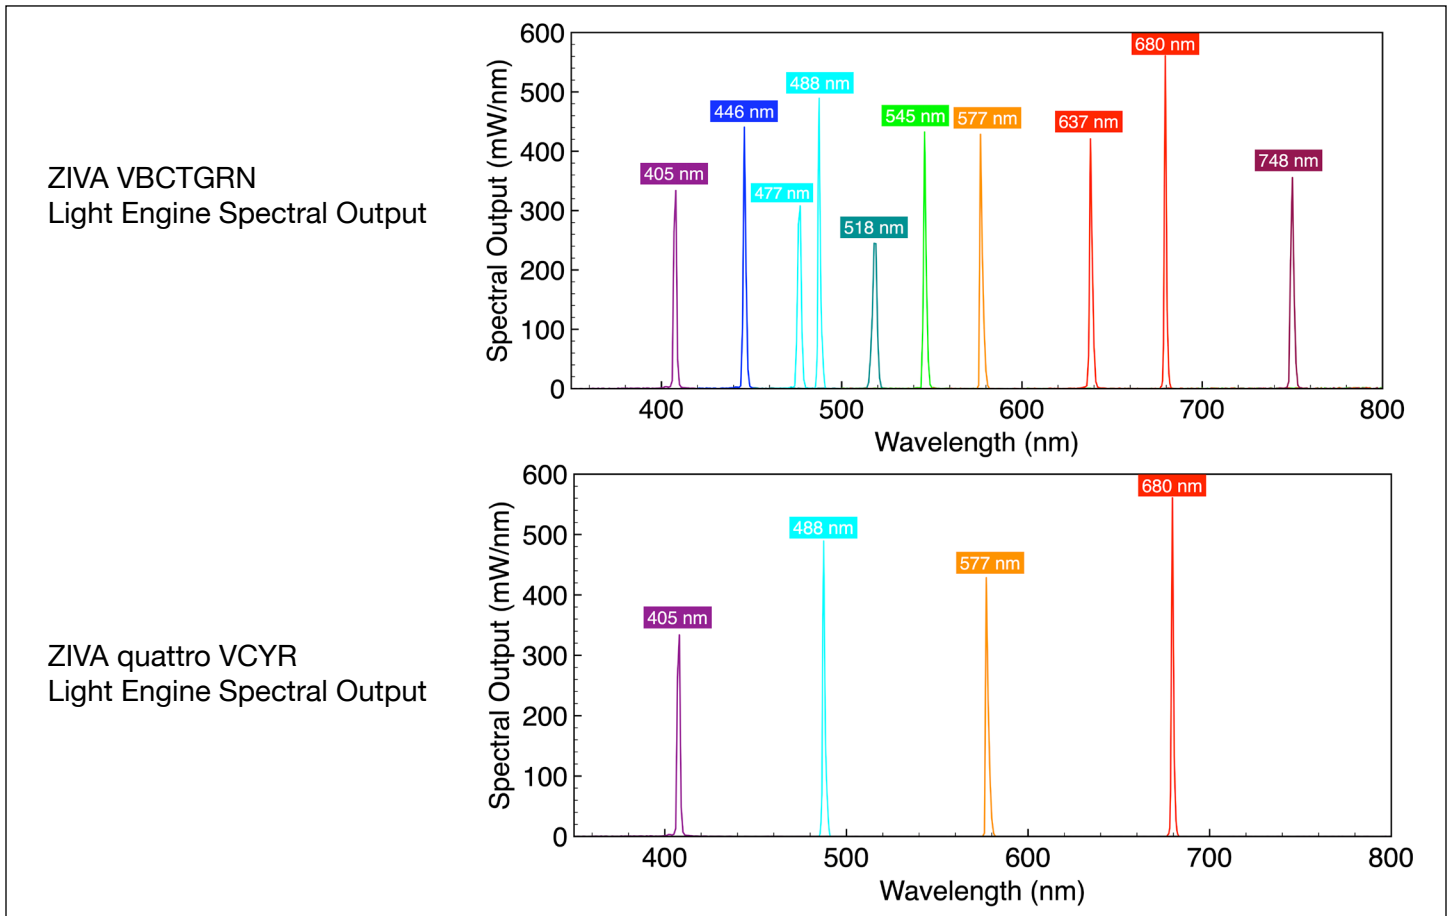 ZIVA VBCTGRN
Light Engine Spectral Output
Spectral Output (mW/nm)
600
500
400
300
200
100
0
405 nm
446 nm
477 nm
488 nm
518 nm
545 nm
577 nm
637 nm
680 nm
748 nm
400 500 600 700 800
Wavelength (nm)
ZIVA quattro VCYR
Light Engine Spectral Output
Spectral Output (mW/nm)
600
500
400
300
200
100
0
405 nm
488 nm
577 nm
680 nm
400 500 600 700 800
Wavelength (nm)